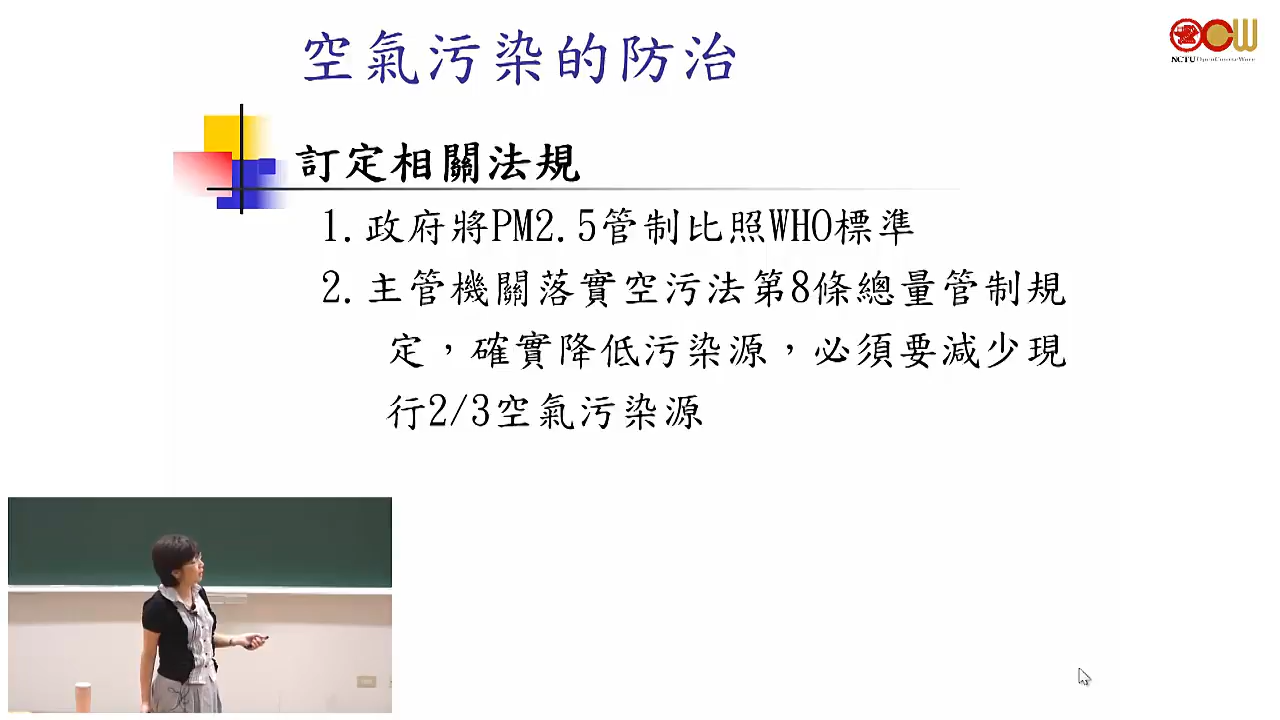 空氣污染的防治
OCW
NCTU OpenCourseWare
訂定相關法規
1.政府將PM2.5管制比照WHO標準
2.主管機關落實空污法第8條總量管制規
定，確實降低污染源，必須要減少現
行2/3空氣污染源